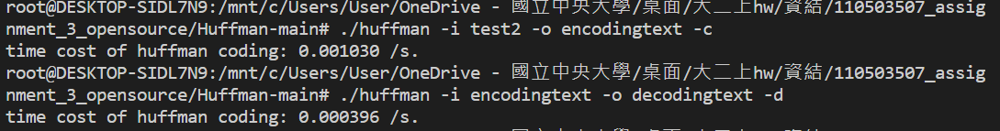 root@DESKTOP-SIDL7N9:/mnt/c/Users/User/OneDrive - 國立中央大學/桌面/大二上hw/資結/110503507_assig
nment_3_opensource/Huffman-main# ./huffman -i test2 -o encodingtext -c
time cost of huffman coding: 0.001030 /s.
root@DESKTOP-SIDL7N9:/mnt/c/Users/User/OneDrive - 國立中央大學/桌面/大二上hw/資結/110503507_assig
nment_3_opensource/Huffman-main# ./huffman -i encodingtext -o decodingtext -d
time cost of huffman coding: 0.000396 /s.